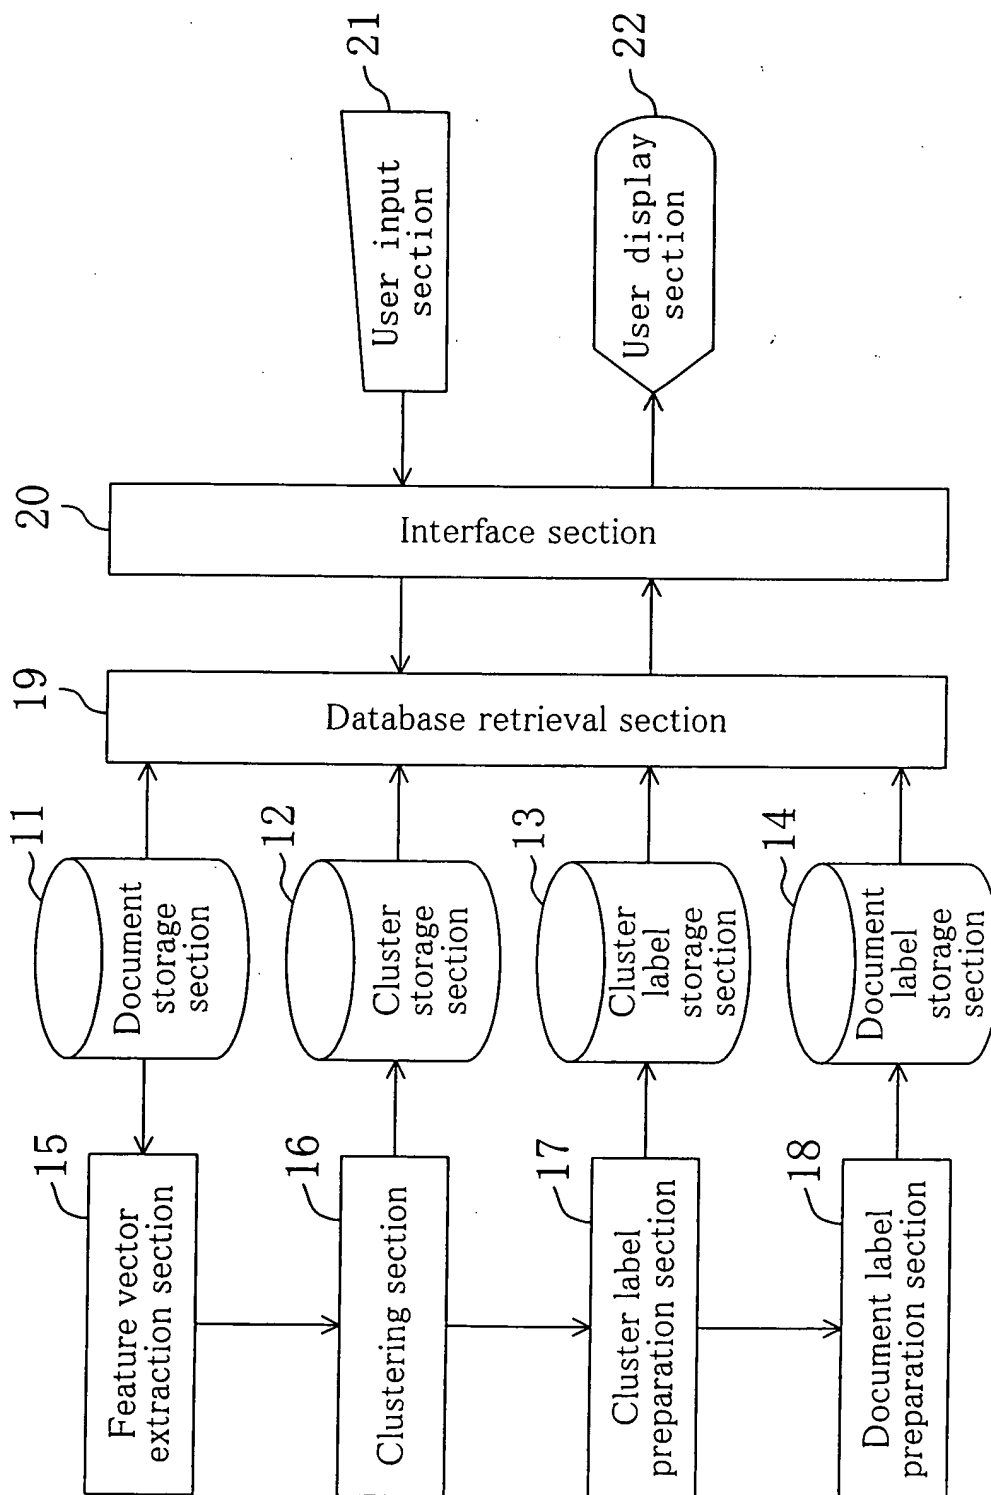 15
Feature vector
extraction section
16
Clustering section
17
Cluster label
preparation section
18
Document label
preparation section
11
Document
storage
section
12
Cluster
storage
section
13
Cluster
label
storage
section
14
Document
label
storage
section
19
Database retrieval section
20
Interface section
21
User input
section
22
User display
section